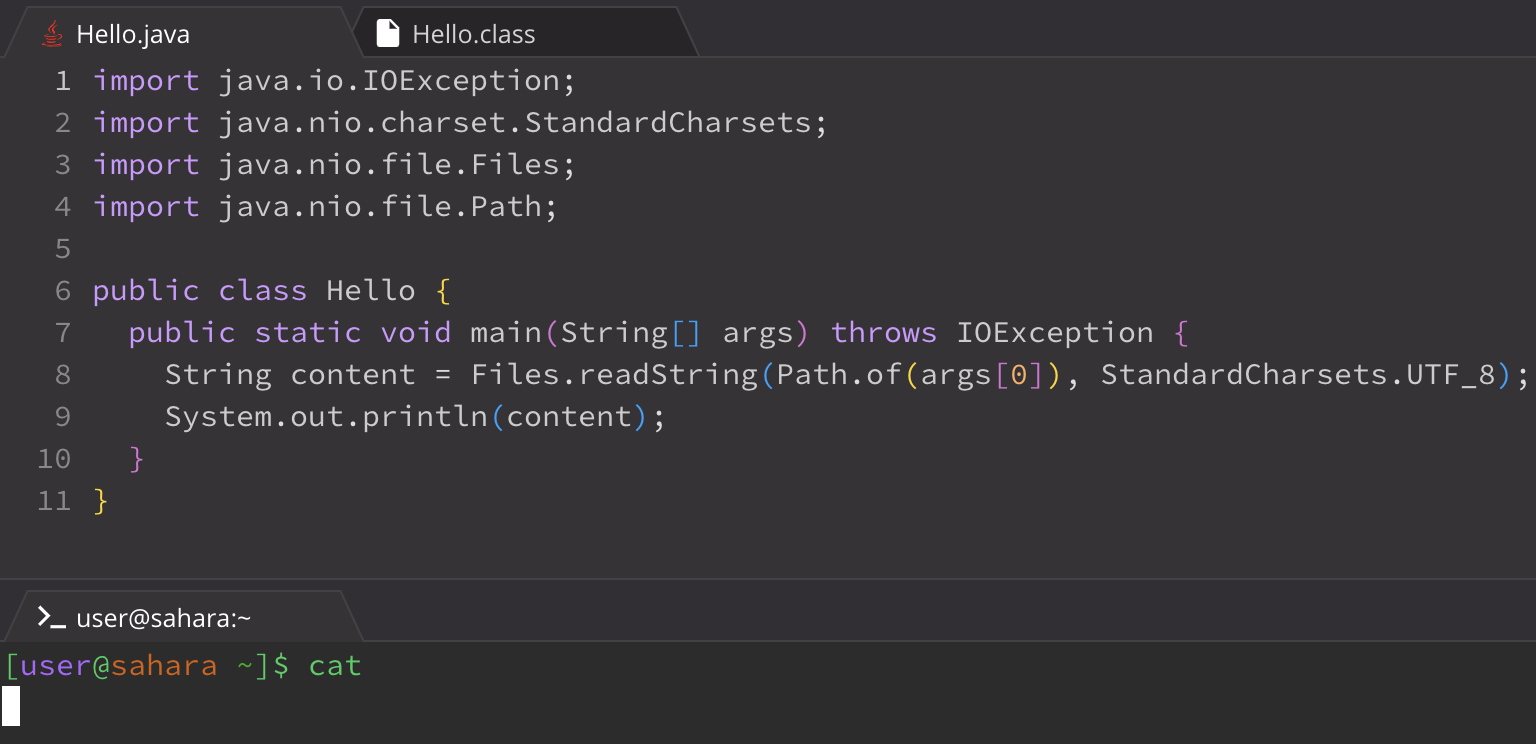 Hello.java Hello.class
1 import java.io.IOException;
2 import java.nio.charset.StandardCharsets;
3 import java.nio.file.Files;
4 import java.nio.file.Path;
5
6 public class Hello {
7   public static void main(String[] args) throws IOException {
8     String content = Files.readString(Path.of(args[0]), StandardCharsets.UTF_8);
9     System.out.println(content);
10   }
11 }
>_ user@sahara:~
[user@sahara ~]$ cat